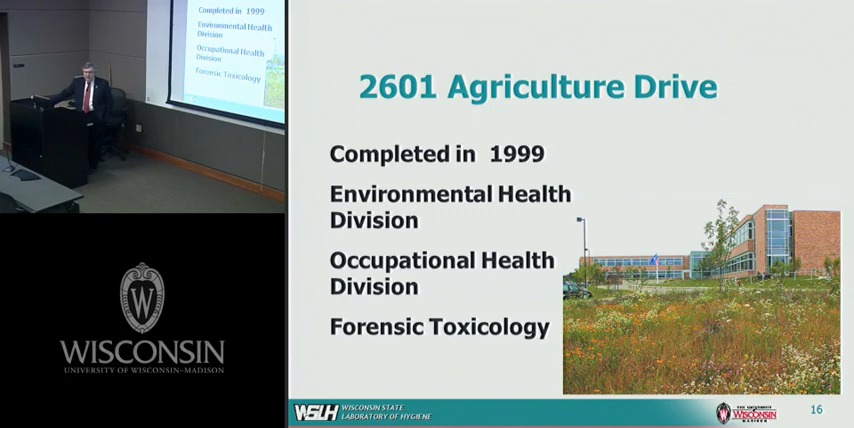 Completed in 1999
Environmental Health
Division
Occupational Health
Division
Forensic Toxicology
W
WISCONSIN
UNIVERSITY OF WISCONSIN–MADISON
2601 Agriculture Drive
Completed in 1999
Environmental Health
Division
Occupational Health
Division
Forensic Toxicology
WSLH WISCONSIN STATE
LABORATORY OF HYGIENE
W
THE UNIVERSITY
WISCONSIN
MADISON
16